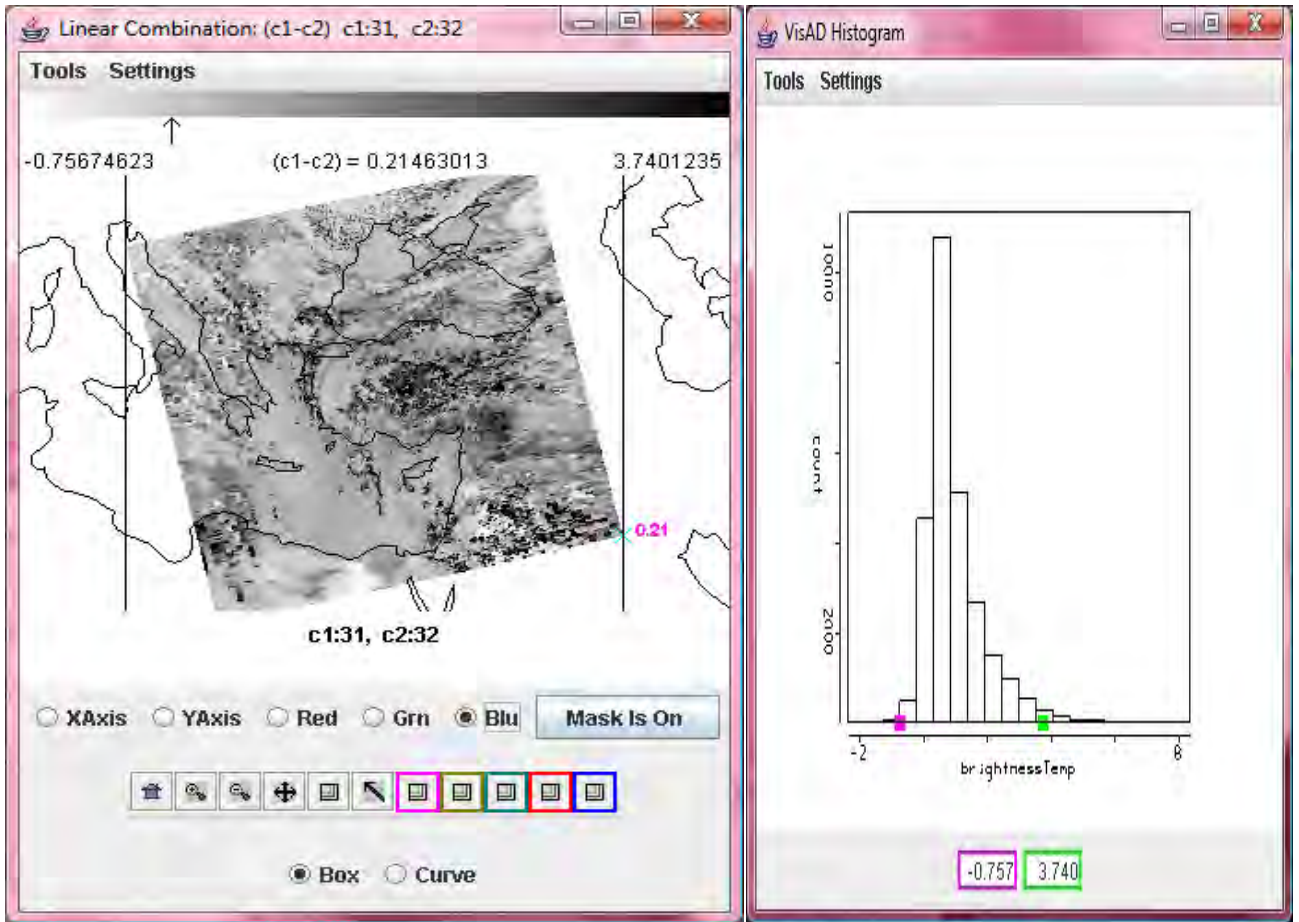 Linear Combination: (c1-c2) c1:31, c2:32
Tools Settings
-0.75674623 (c1-c2) = 0.21463013 3.7401235
0.21
c1:31, c2:32
XAxis YAxis Red Grn Blu Mask Is On
Box Curve
VisAD Histogram
Tools Settings
10000
count
2000
-2 8
brightnessTemp
-0.757 3.740